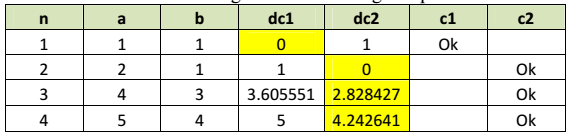 n a b dc1 dc2 c1 c2
1 1 1 0 1 Ok
2 2 1 1 0 Ok
3 4 3 3.605551 2.828427 Ok
4 5 4 5 4.242641 Ok